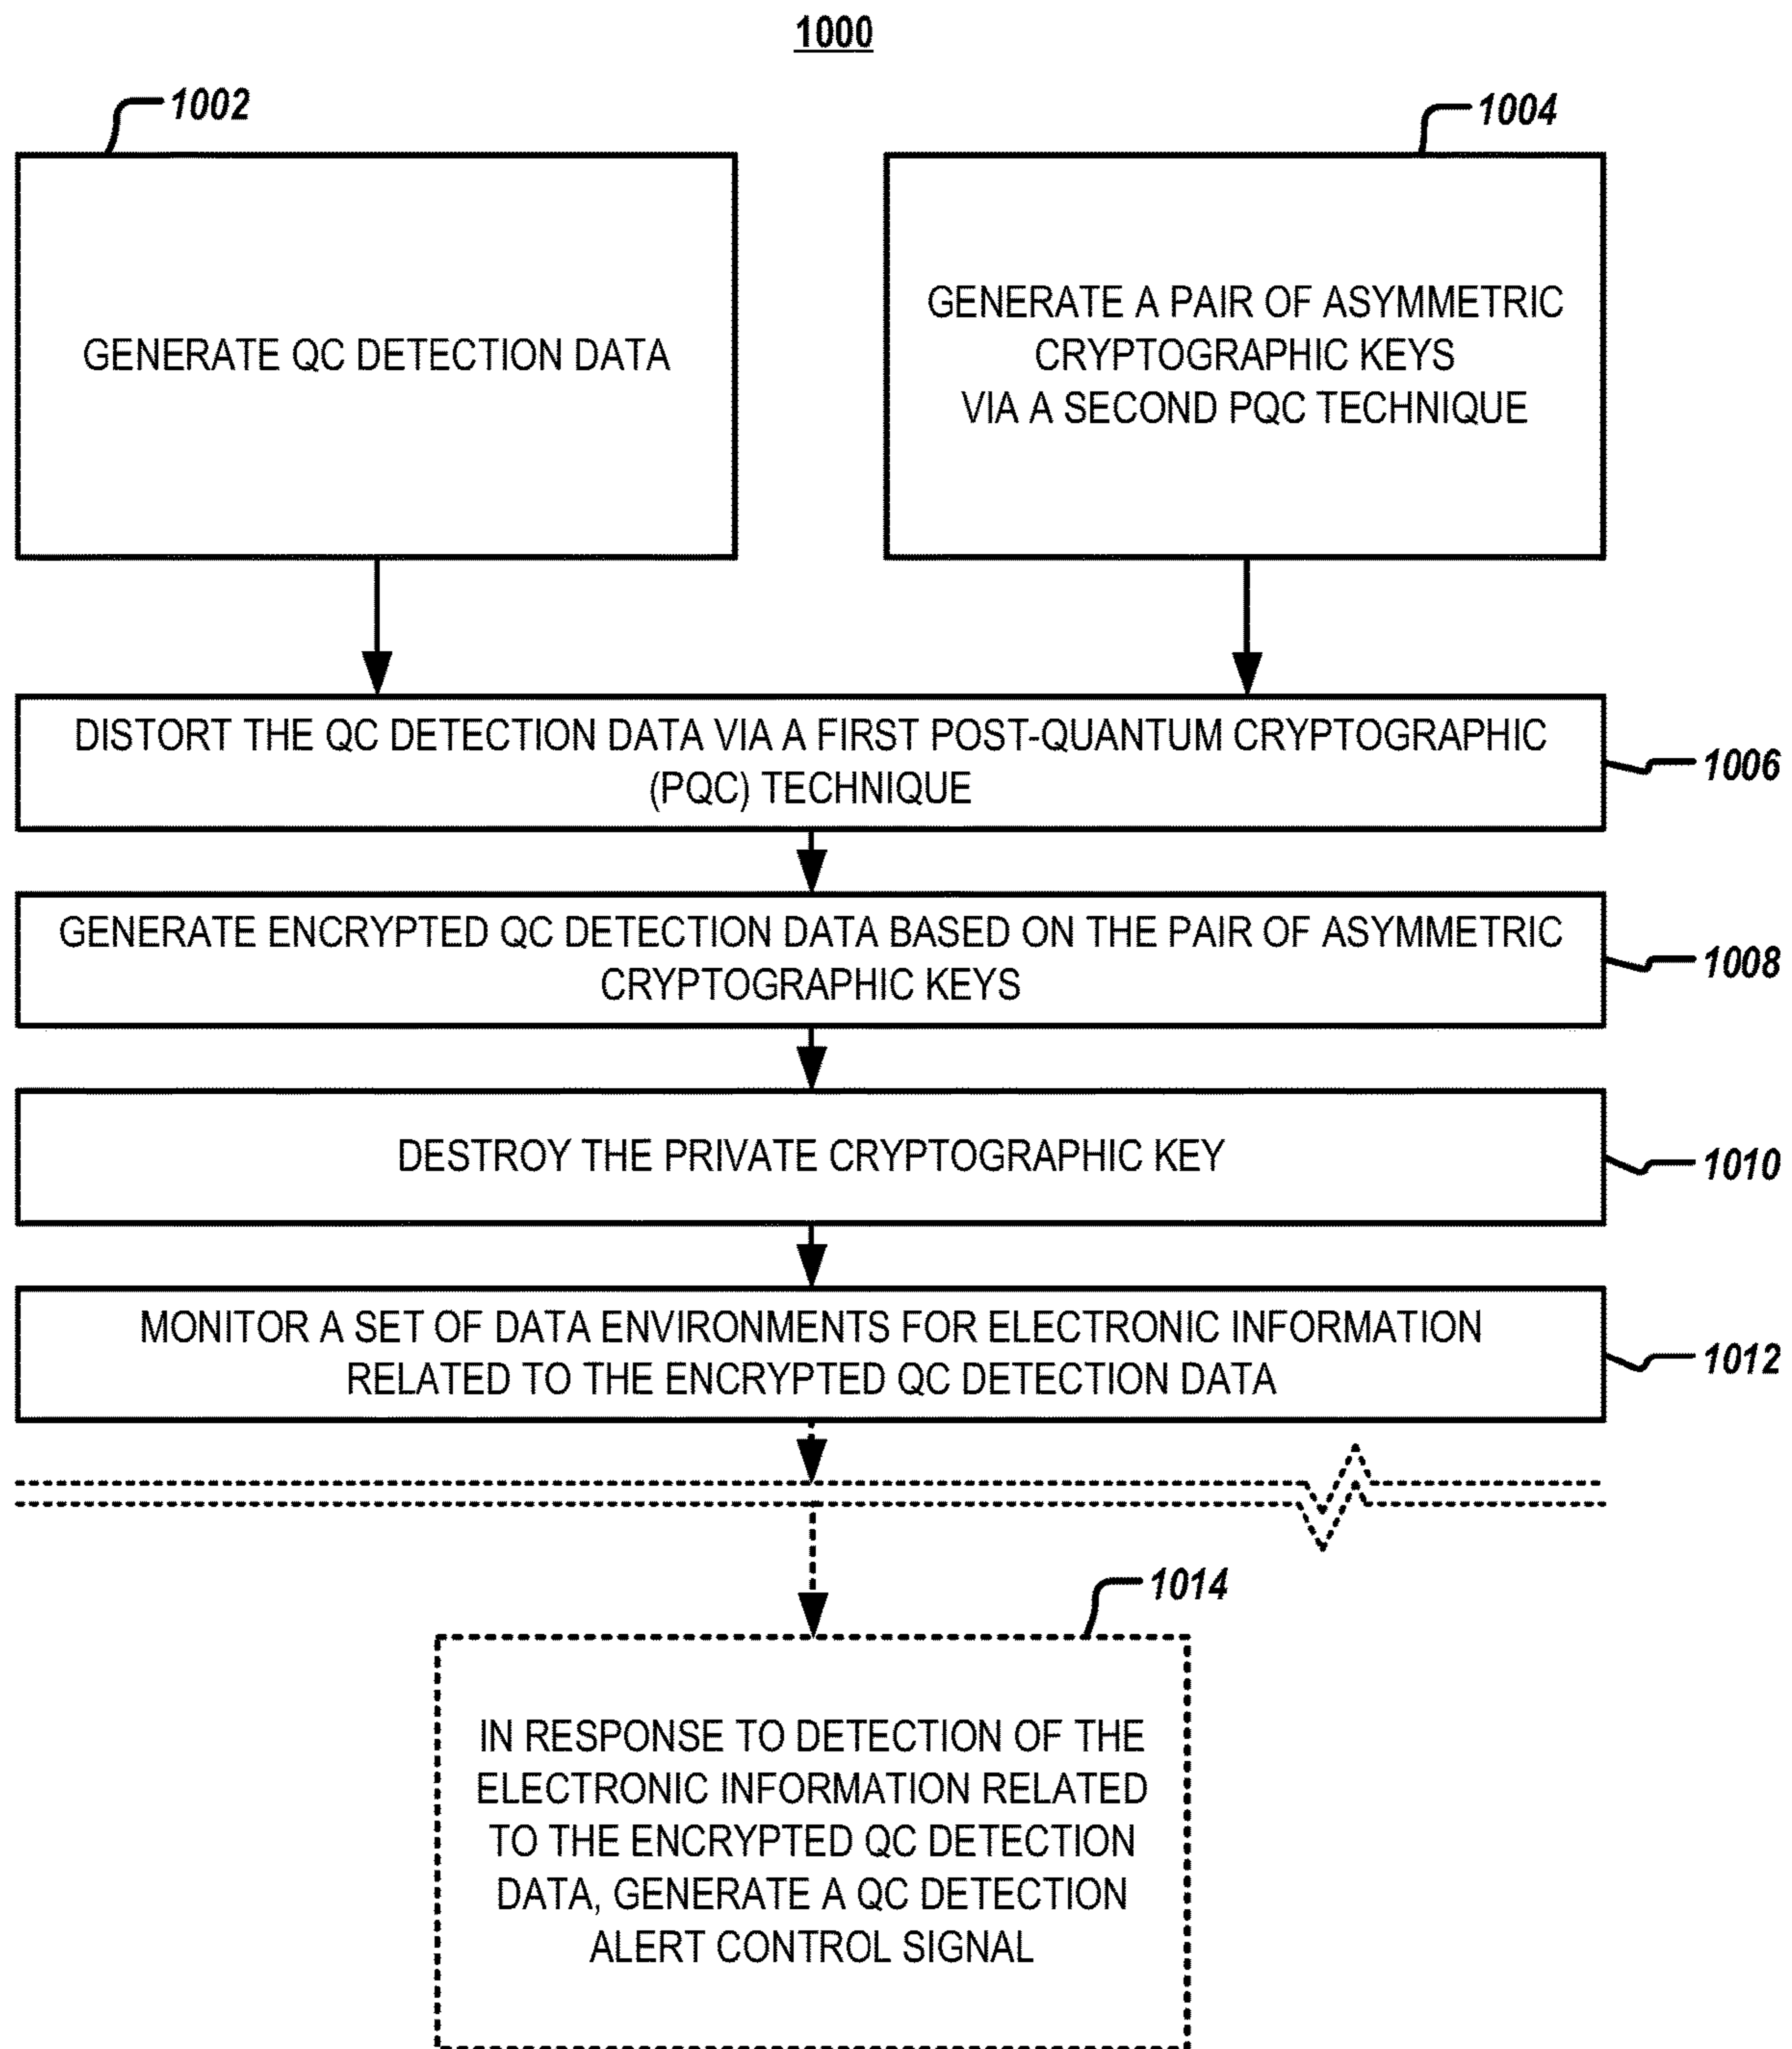 1000
1002
1004
GENERATE QC DETECTION DATA
GENERATE A PAIR OF ASYMMETRIC
CRYPTOGRAPHIC KEYS
VIA A SECOND PQC TECHNIQUE
DISTORT THE QC DETECTION DATA VIA A FIRST POST-QUANTUM CRYPTOGRAPHIC
(PQC) TECHNIQUE
1006
GENERATE ENCRYPTED QC DETECTION DATA BASED ON THE PAIR OF ASYMMETRIC
CRYPTOGRAPHIC KEYS
1008
DESTROY THE PRIVATE CRYPTOGRAPHIC KEY
1010
MONITOR A SET OF DATA ENVIRONMENTS FOR ELECTRONIC INFORMATION
RELATED TO THE ENCRYPTED QC DETECTION DATA
1012
1014
IN RESPONSE TO DETECTION OF THE
ELECTRONIC INFORMATION RELATED
TO THE ENCRYPTED QC DETECTION
DATA, GENERATE A QC DETECTION
ALERT CONTROL SIGNAL